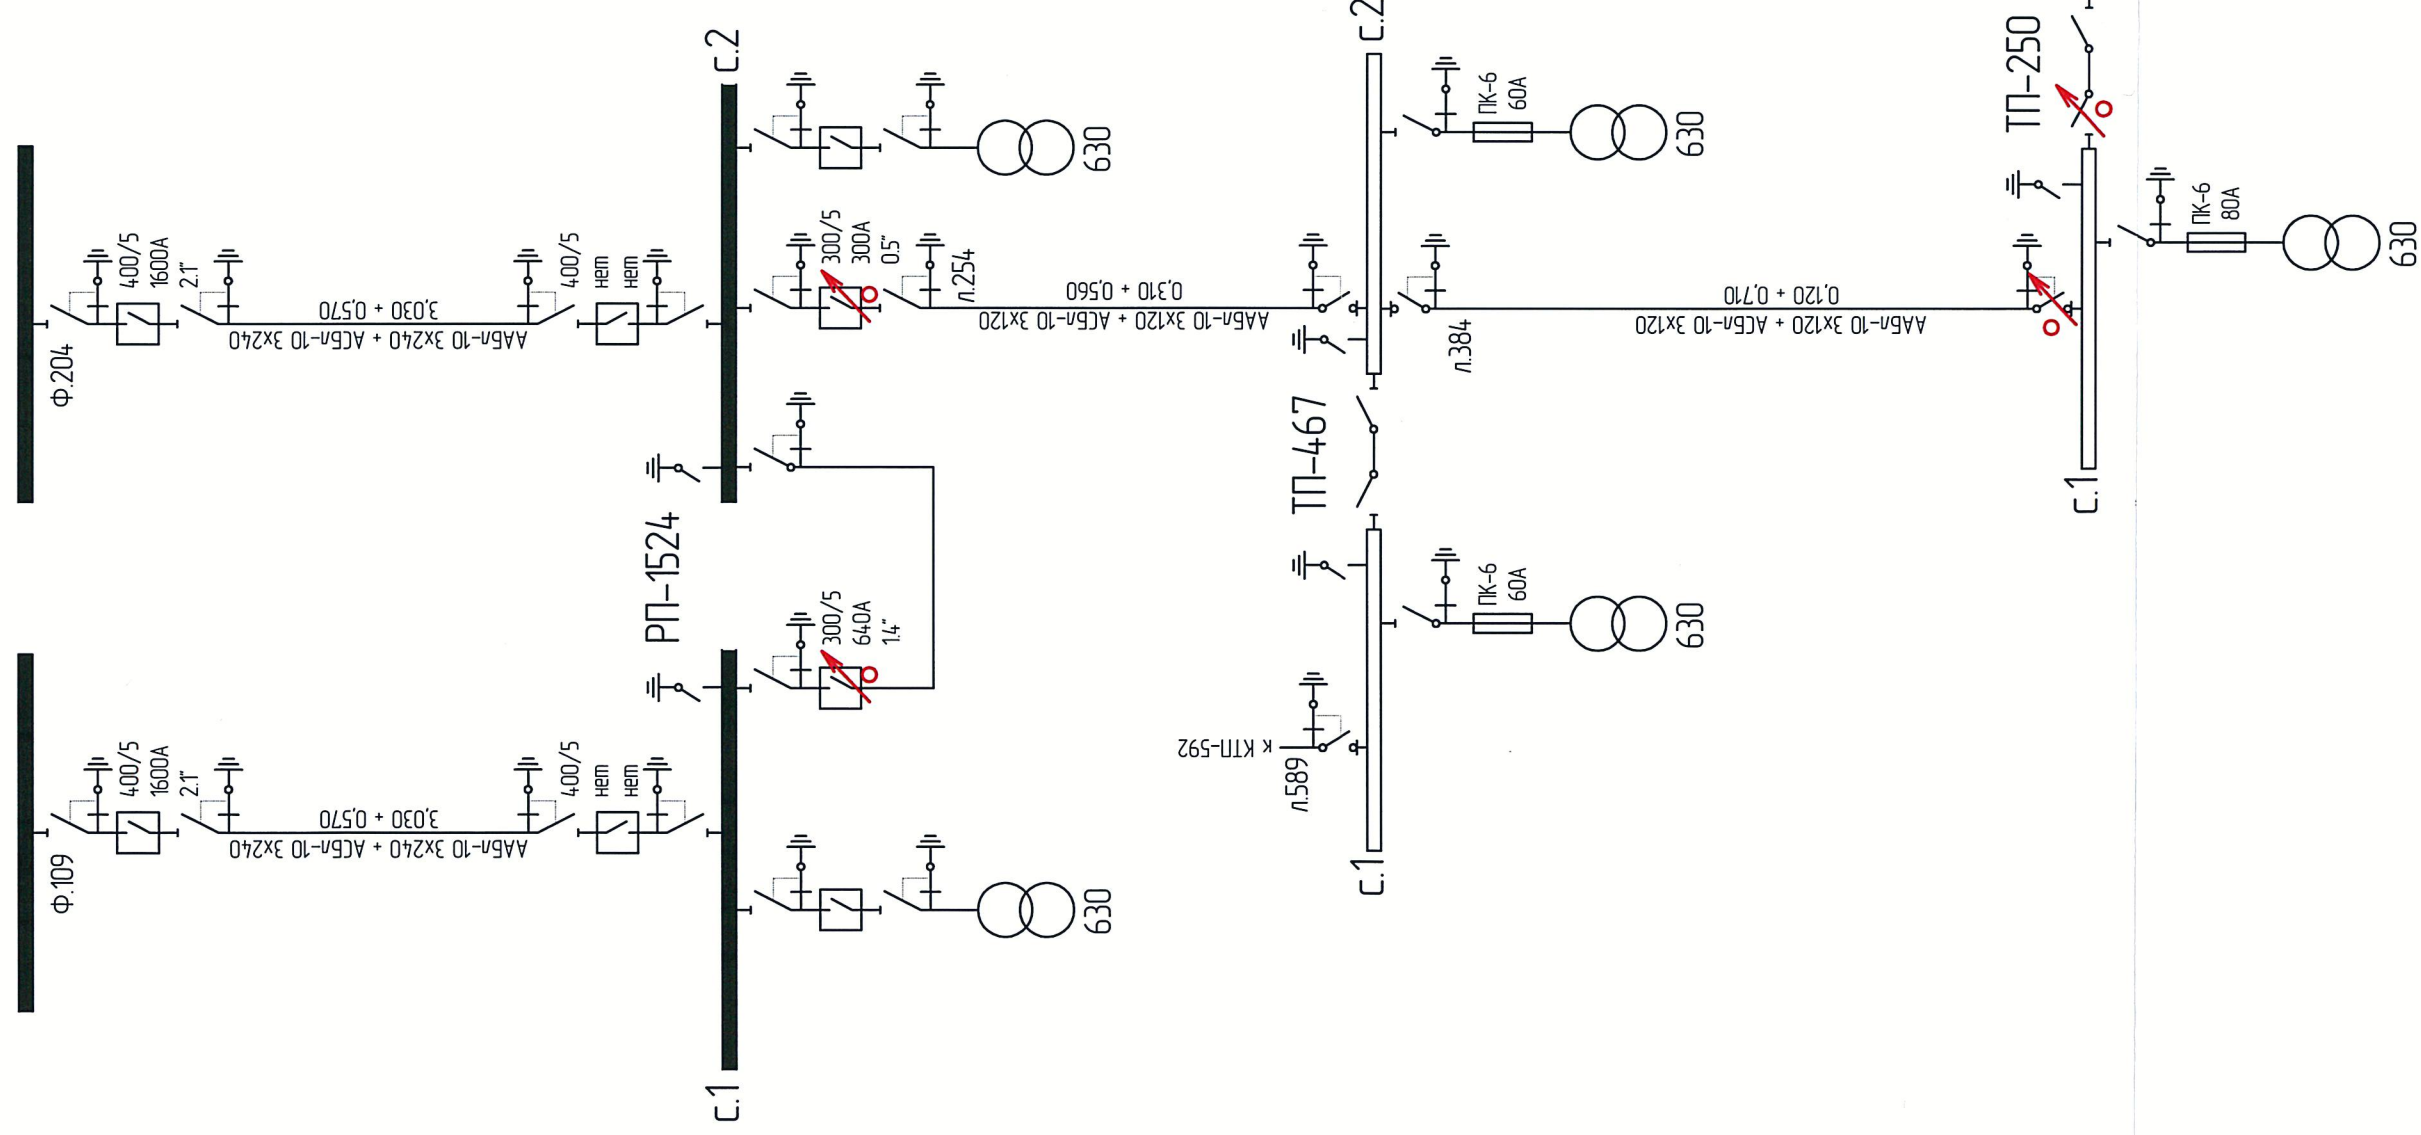 Ф.204
400/5
1600А
2.1"
3,030 + 0,570
ААБл-10 3х240 + АСБл-10 3х240
400/5
нет
нет
с.2
630
300/5
300А
0.5"
л.254
0,310 + 0,560
ААБл-10 3х120 + АСБл-10 3х120
с.2
ПК-6
60А
630
л.384
0,120 + 0,710
ААБл-10 3х120 + АСБл-10 3х120
ТП-250
ПК-6
80А
630
с.1
РП-1524
ТП-467
Ф.109
400/5
1600А
2.1"
3,030 + 0,570
ААБл-10 3х240 + АСБл-10 3х240
400/5
нет
нет
300/5
640А
1.4"
630
с.1
к КТП-592
л.589
ПК-6
60А
630
с.1